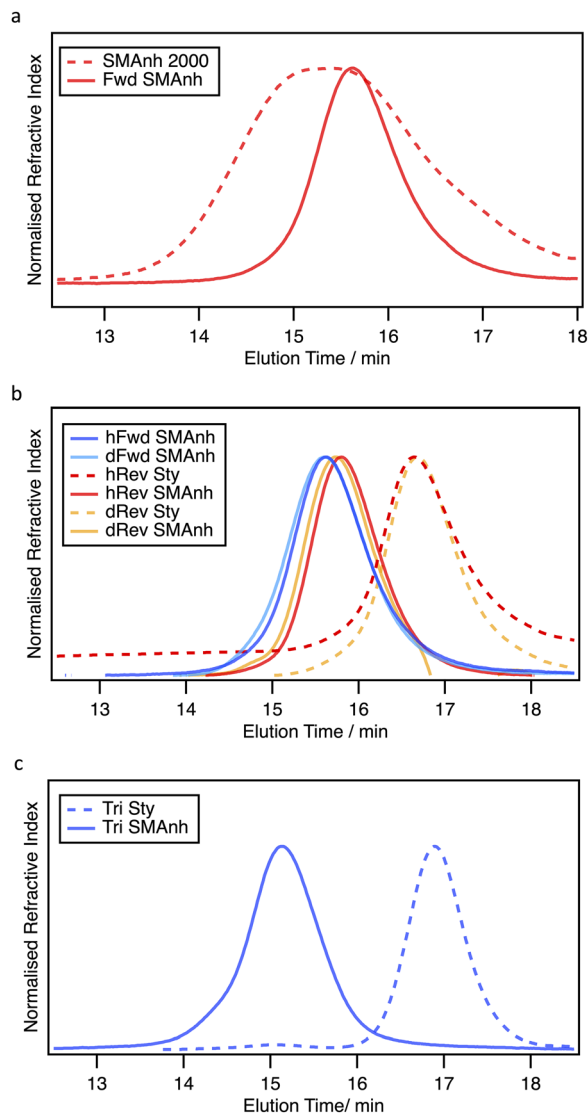 a
SMAnh 2000
Fwd SMAnh
Normalised Refractive Index
13 14 15 16 17 18
Elution Time / min
b
hFwd SMAnh
dFwd SMAnh
hRev Sty
hRev SMAnh
dRev Sty
dRev SMAnh
Normalised Refractive Index
13 14 15 16 17 18
Elution Time / min
c
Tri Sty
Tri SMAnh
Normalised Refractive Index
13 14 15 16 17 18
Elution Time/ min